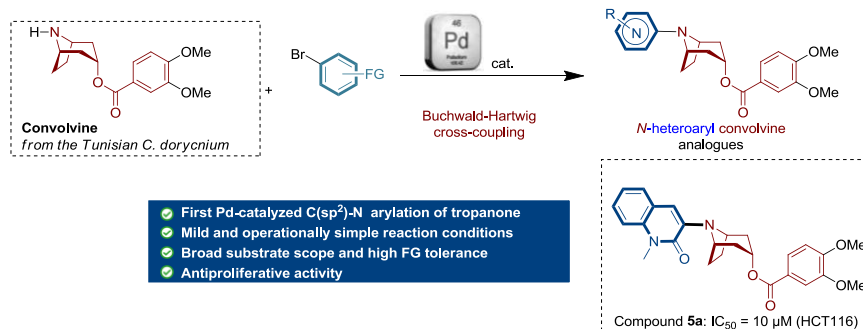 H-N
O
O
OMe
OMe
Convolvine
from the Tunisian C. dorycnium
+
Br
FG
46
Pd
Palladium
cat.
Buchwald-Hartwig
cross-coupling
R
N
N
O
O
OMe
OMe
N-heteroaryl convolvine
analogues
First Pd-catalyzed C(sp²)-N arylation of tropanone
Mild and operationally simple reaction conditions
Broad substrate scope and high FG tolerance
Antiproliferative activity
N
N
O
O
O
OMe
OMe
Compound 5a: IC₅₀ = 10 µM (HCT116)